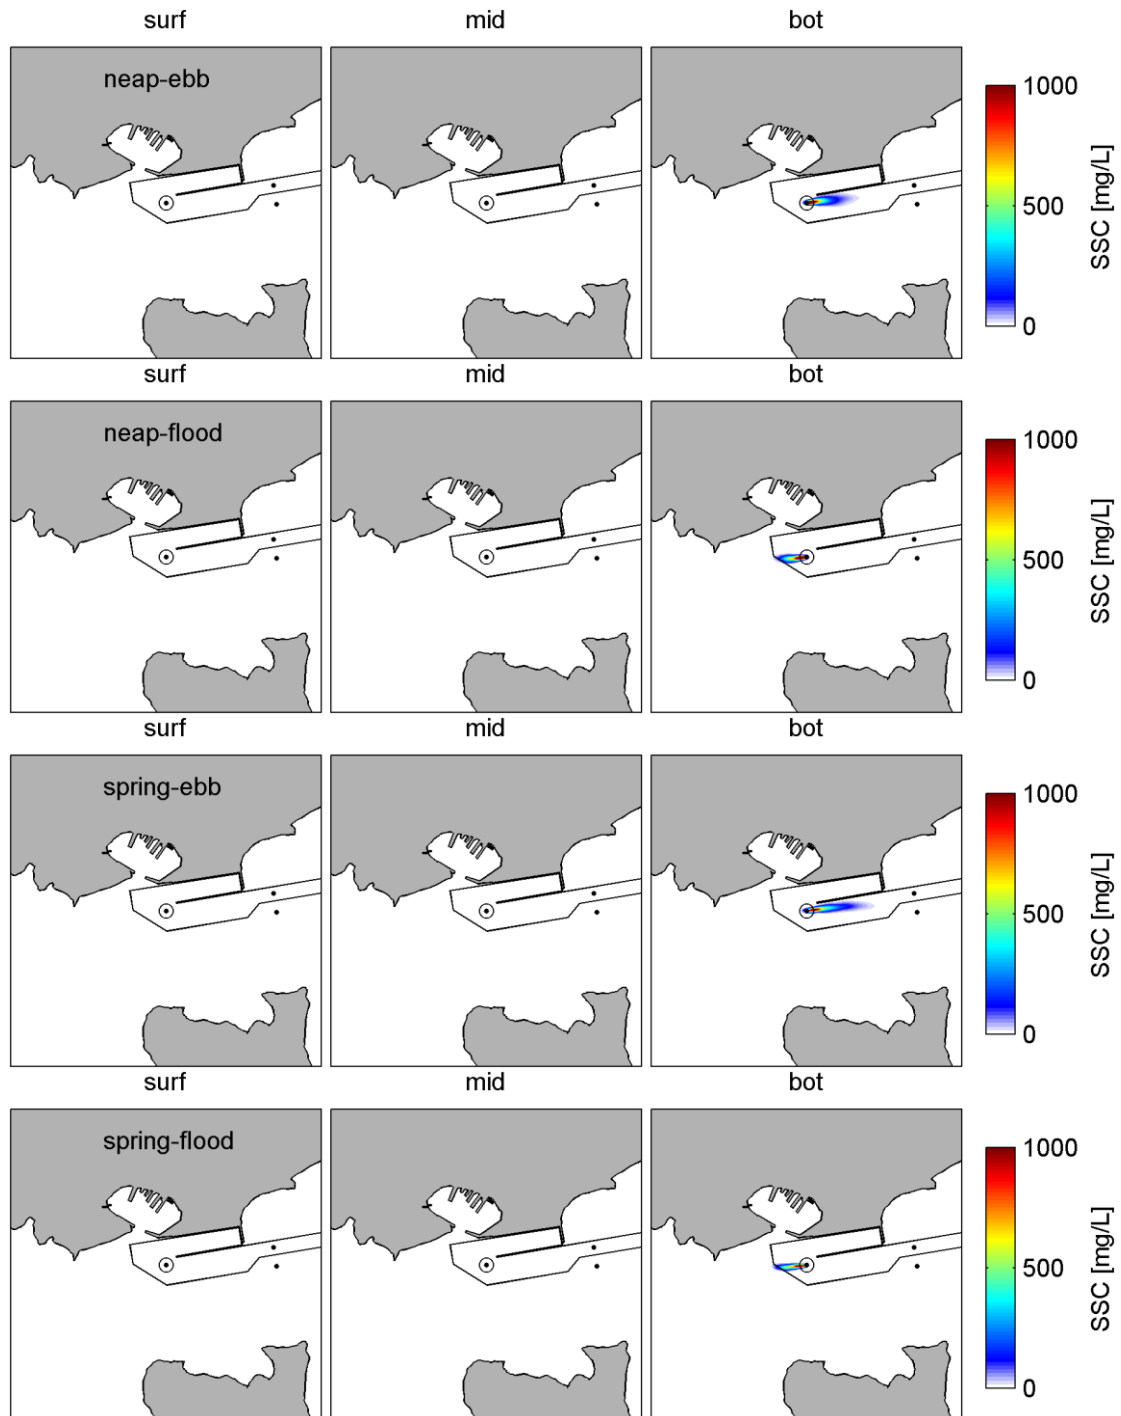 surf mid bot
neap-ebb
1000
500
0
SSC [mg/L]
surf mid bot
neap-flood
1000
500
0
SSC [mg/L]
surf mid bot
spring-ebb
1000
500
0
SSC [mg/L]
surf mid bot
spring-flood
1000
500
0
SSC [mg/L]